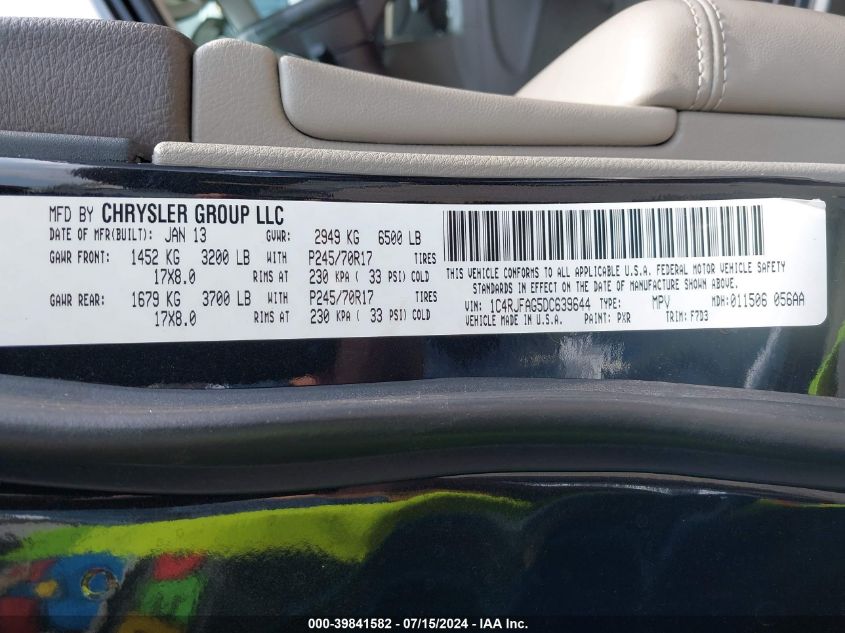 MFD BY CHRYSLER GROUP LLC
DATE OF MFR(BUILT): JAN 13 GVWR: 2949 KG 6500 LB
GAWR FRONT: 1452 KG 3200 LB WITH P245/70R17 TIRES
17X8.0 RIMS AT 230 KPA ( 33 PSI) COLD
GAWR REAR: 1679 KG 3700 LB WITH P245/70R17 TIRES
17X8.0 RIMS AT 230 KPA ( 33 PSI) COLD
THIS VEHICLE CONFORMS TO ALL APPLICABLE U.S.A. FEDERAL MOTOR VEHICLE SAFETY
STANDARDS IN EFFECT ON THE DATE OF MANUFACTURE SHOWN ABOVE.
VIN: 1C4RJFAG5DC639644 TYPE: MPV MDH: 011506 056AA
VEHICLE MADE IN U.S.A. PAINT: PXR TRIM: F7D3
000-39841582 / 07/15/2024 - IAA Inc.